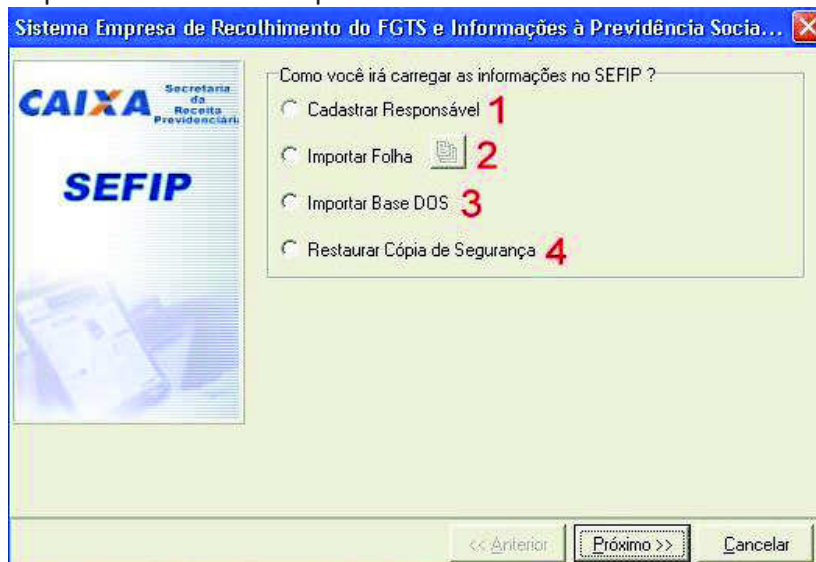 Sistema Empresa de Recolhimento do FGTS e Informações à Previdência Socia...
CAIXA
Secretaria
da
Receita
Previdenciári
SEFIP
Como você irá carregar as informações no SEFIP ?
Cadastrar Responsável 1
Importar Folha 2
Importar Base DOS 3
Restaurar Cópia de Segurança 4
<< Anterior
Próximo >>
Cancelar